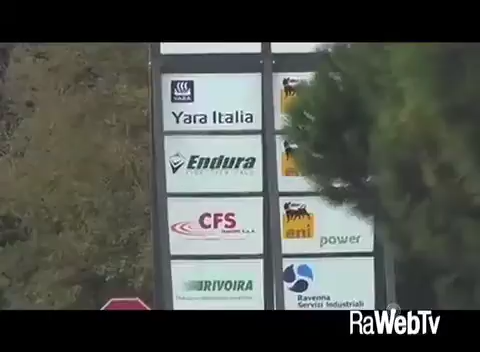 YARA
Yara Italia
Endura
CFS
eni
power
RIVOIRA
Ravenna
Servizi Industriali
RaWebTv